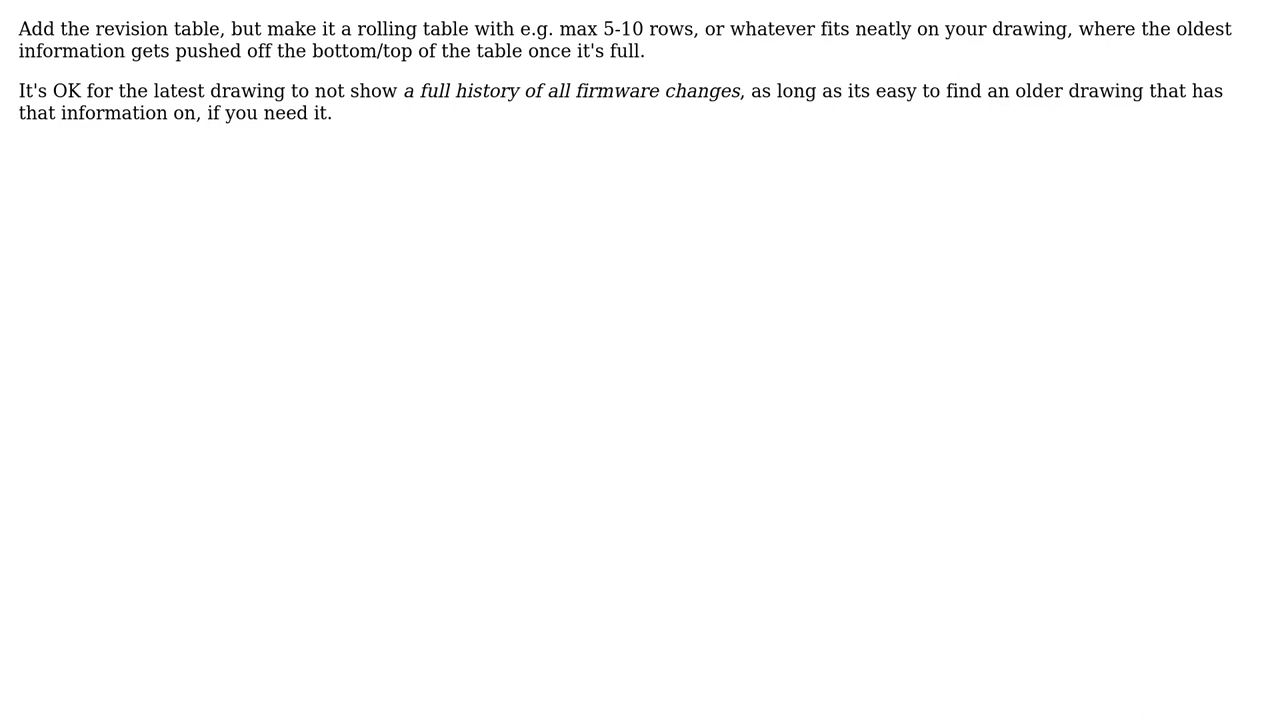 Add the revision table, but make it a rolling table with e.g. max 5-10 rows, or whatever fits neatly on your drawing, where the oldest
information gets pushed off the bottom/top of the table once it's full.
It's OK for the latest drawing to not show a full history of all firmware changes, as long as its easy to find an older drawing that has
that information on, if you need it.